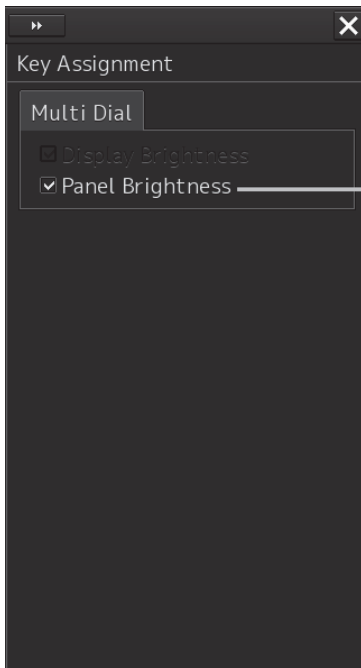 Key Assignment
Multi Dial
Display Brightness
Panel Brightness